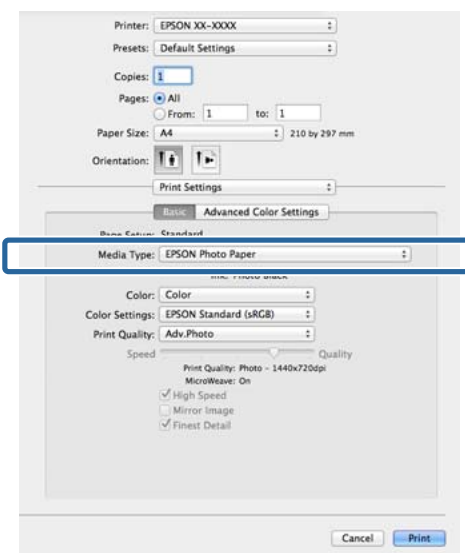 Printer: EPSON XX-XXXX
Presets: Default Settings
Copies: 1
Pages: All
From: 1 to: 1
Paper Size: A4 210 by 297 mm
Orientation:
Print Settings
Basic Advanced Color Settings
Page Setup: Standard
Media Type: EPSON Photo Paper
Ink: Photo Black
Color: Color
Color Settings: EPSON Standard (sRGB)
Print Quality: Adv.Photo
Speed Quality
Print Quality: Photo - 1440x720dpi
MicroWeave: On
High Speed
Mirror Image
Finest Detail
Cancel Print